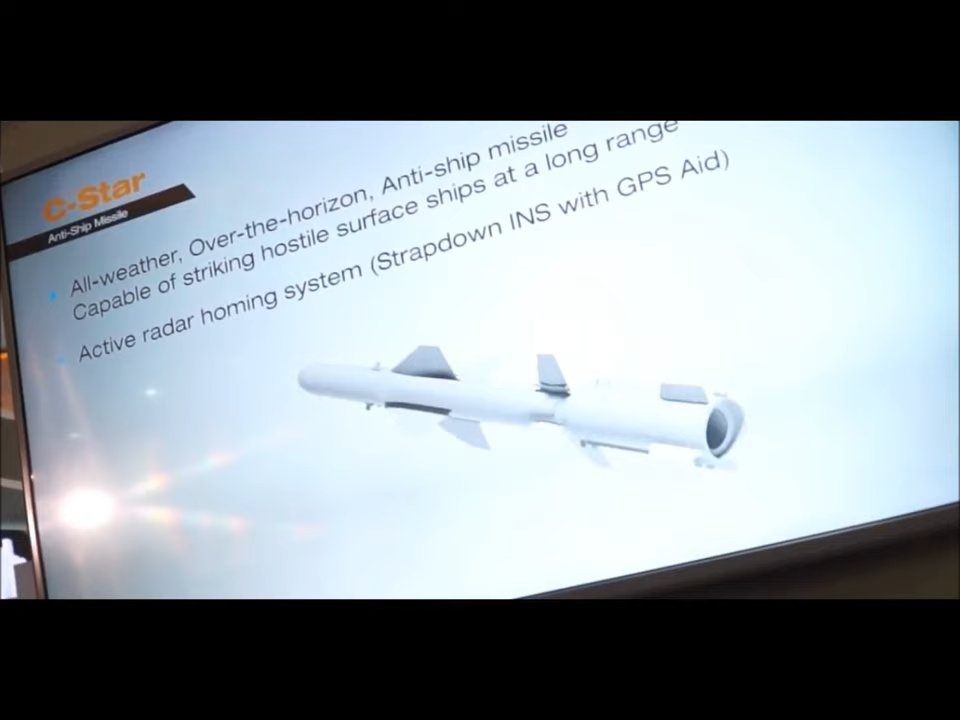 C-Star
Anti-Ship Missile
All-weather, Over-the-horizon, Anti-ship missile
Capable of striking hostile surface ships at a long range
Active radar homing system (Strapdown INS with GPS Aid)